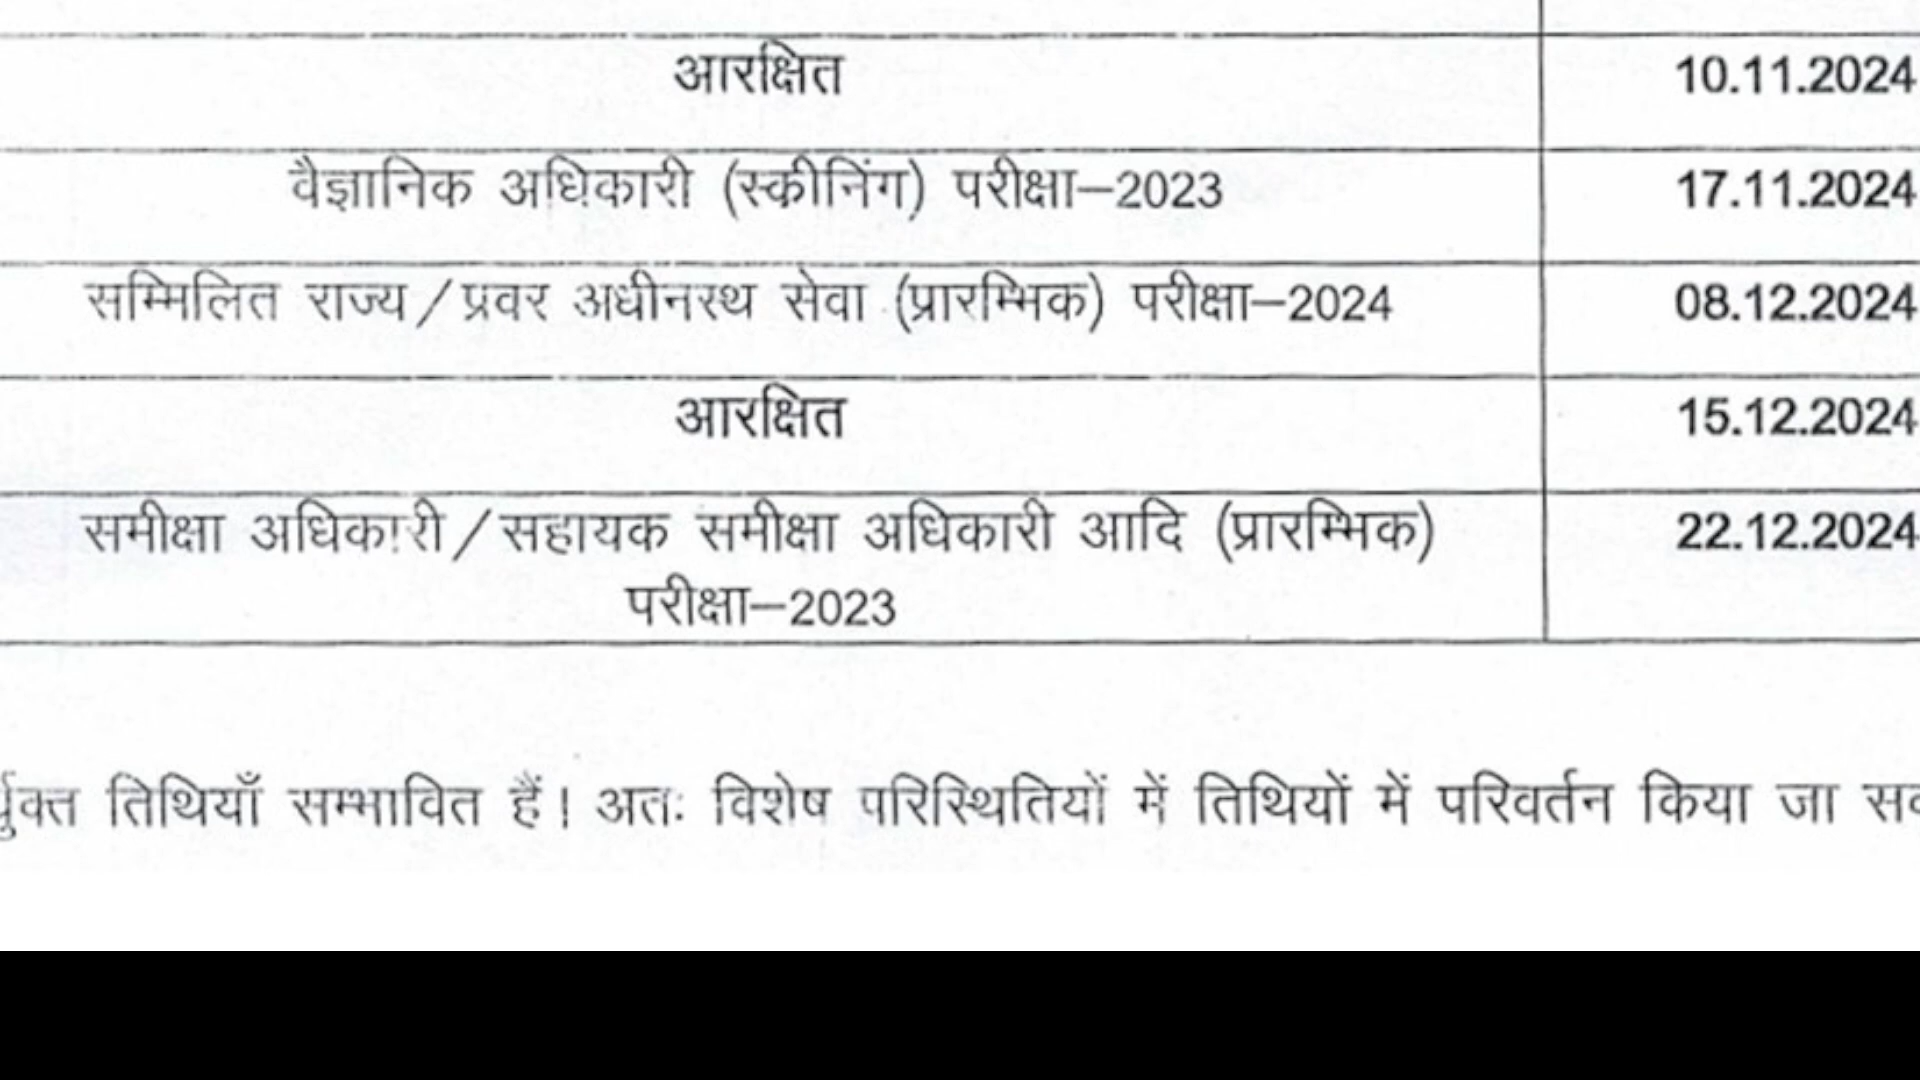 आरक्षित 10.11.2024
वैज्ञानिक अधिकारी (स्कीनिंग) परीक्षा–2023 17.11.2024
सम्मिलित राज्य/प्रवर अधीनस्थ सेवा (प्रारम्भिक) परीक्षा–2024 08.12.2024
आरक्षित 15.12.2024
समीक्षा अधिकारी/सहायक समीक्षा अधिकारी आदि (प्रारम्भिक) 22.12.2024
परीक्षा–2023
तिथियाँ सम्भावित हैं। अतः विशेष परिस्थितियों में तिथियों में परिवर्तन किया जा